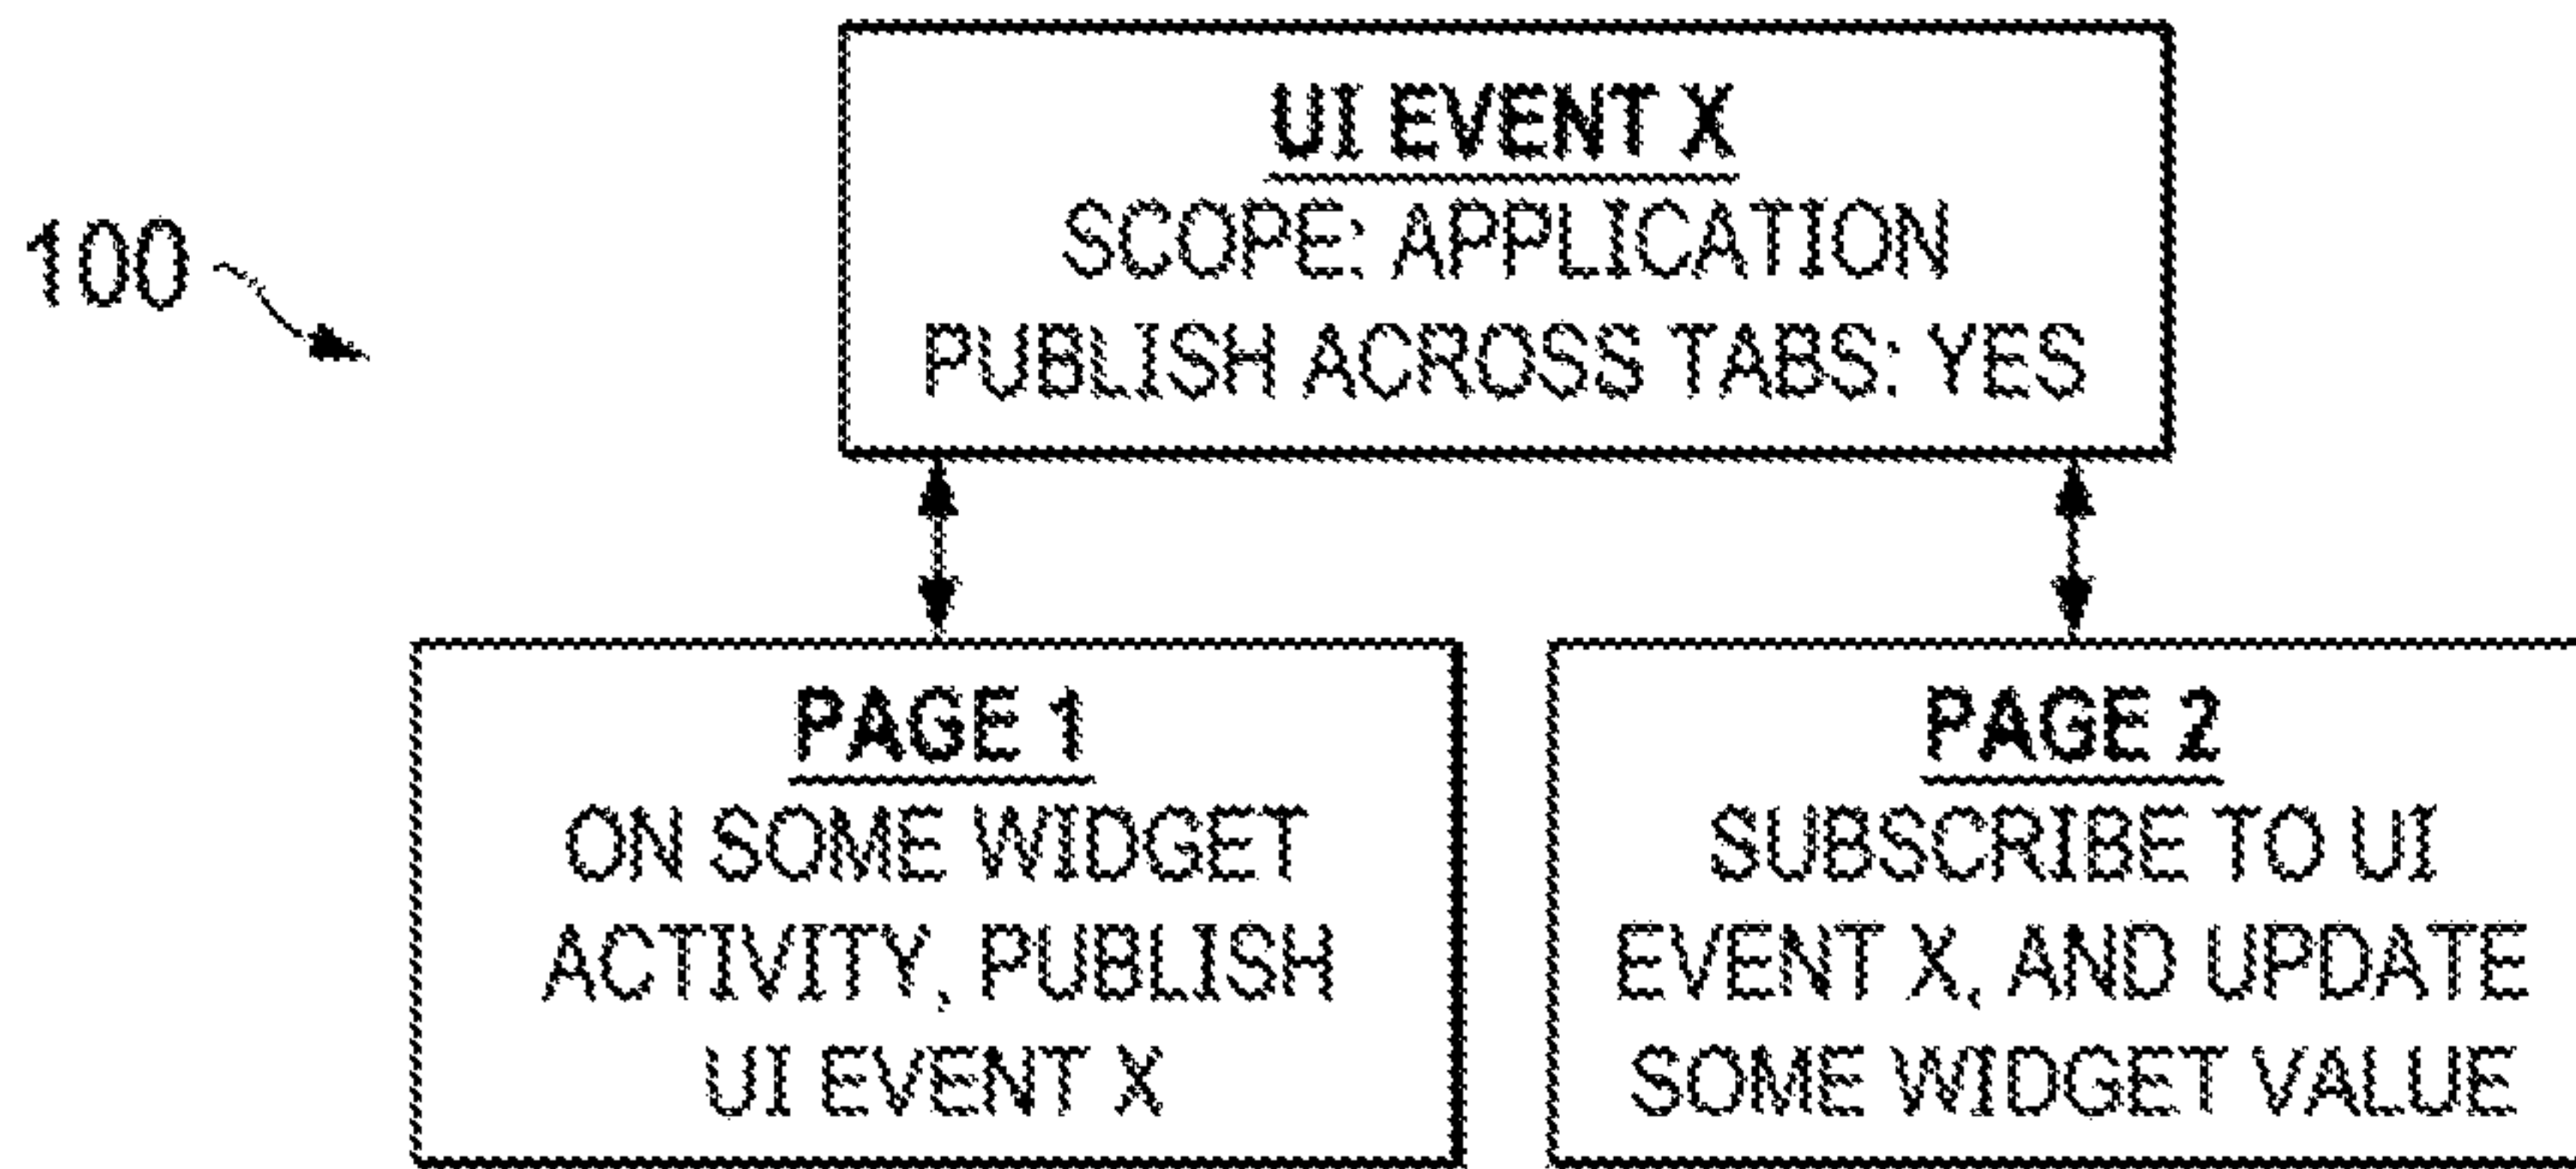 UI EVENT X
SCOPE: APPLICATION
PUBLISH ACROSS TABS: YES
100
PAGE 1
ON SOME WIDGET
ACTIVITY, PUBLISH
UI EVENT X
PAGE 2
SUBSCRIBE TO UI
EVENT X, AND UPDATE
SOME WIDGET VALUE